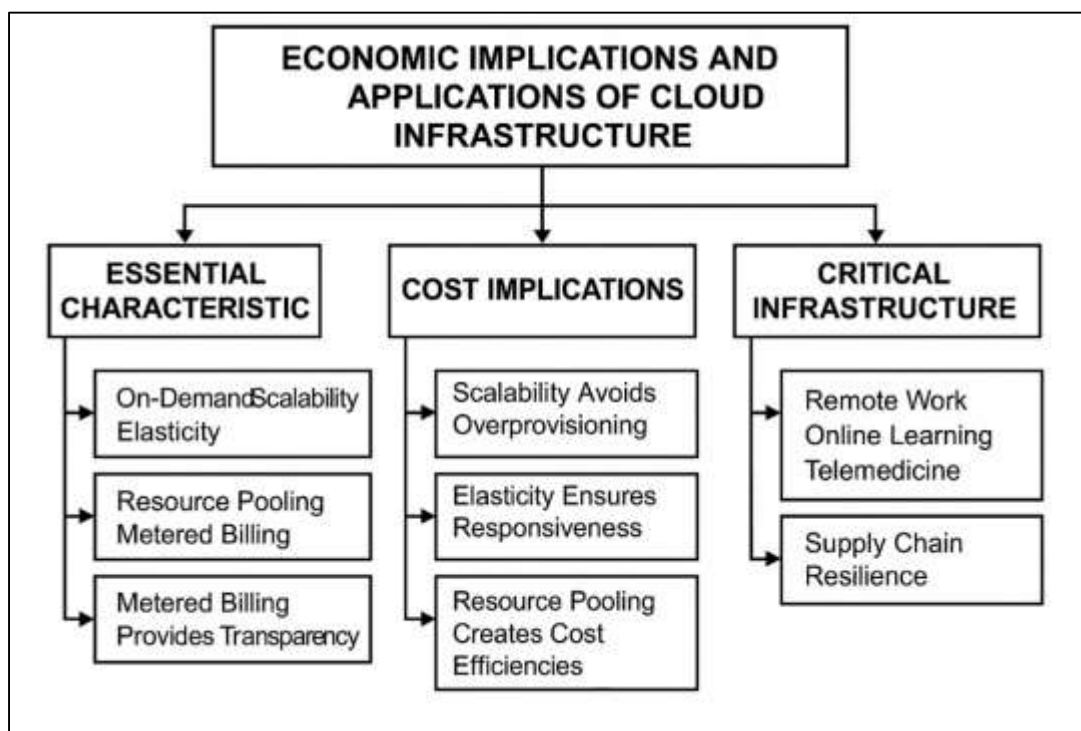 ECONOMIC IMPLICATIONS AND
APPLICATIONS OF CLOUD
INFRASTRUCTURE
ESSENTIAL
CHARACTERISTIC
On-Demand Scalability
Elasticity
Resource Pooling
Metered Billing
Metered Billing
Provides Transparency
COST IMPLICATIONS
Scalability Avoids
Overprovisioning
Elasticity Ensures
Responsiveness
Resource Pooling
Creates Cost
Efficiencies
CRITICAL
INFRASTRUCTURE
Remote Work
Online Learning
Telemedicine
Supply Chain
Resilience